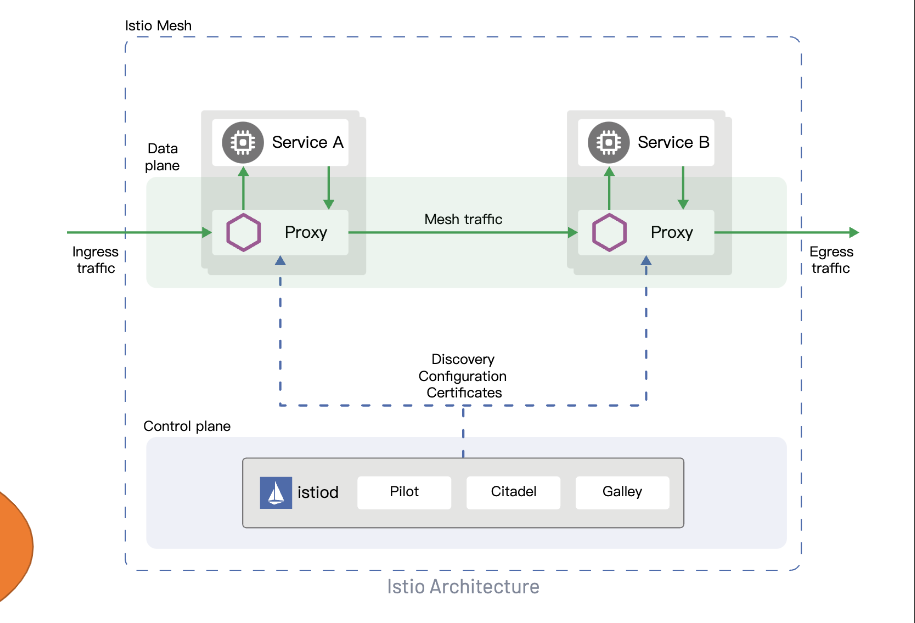 Istio Mesh
Data
plane
Service A
Service B
Proxy
Mesh traffic
Proxy
Ingress
traffic
Egress
traffic
Discovery
Configuration
Certificates
Control plane
istiod
Pilot
Citadel
Galley
Istio Architecture